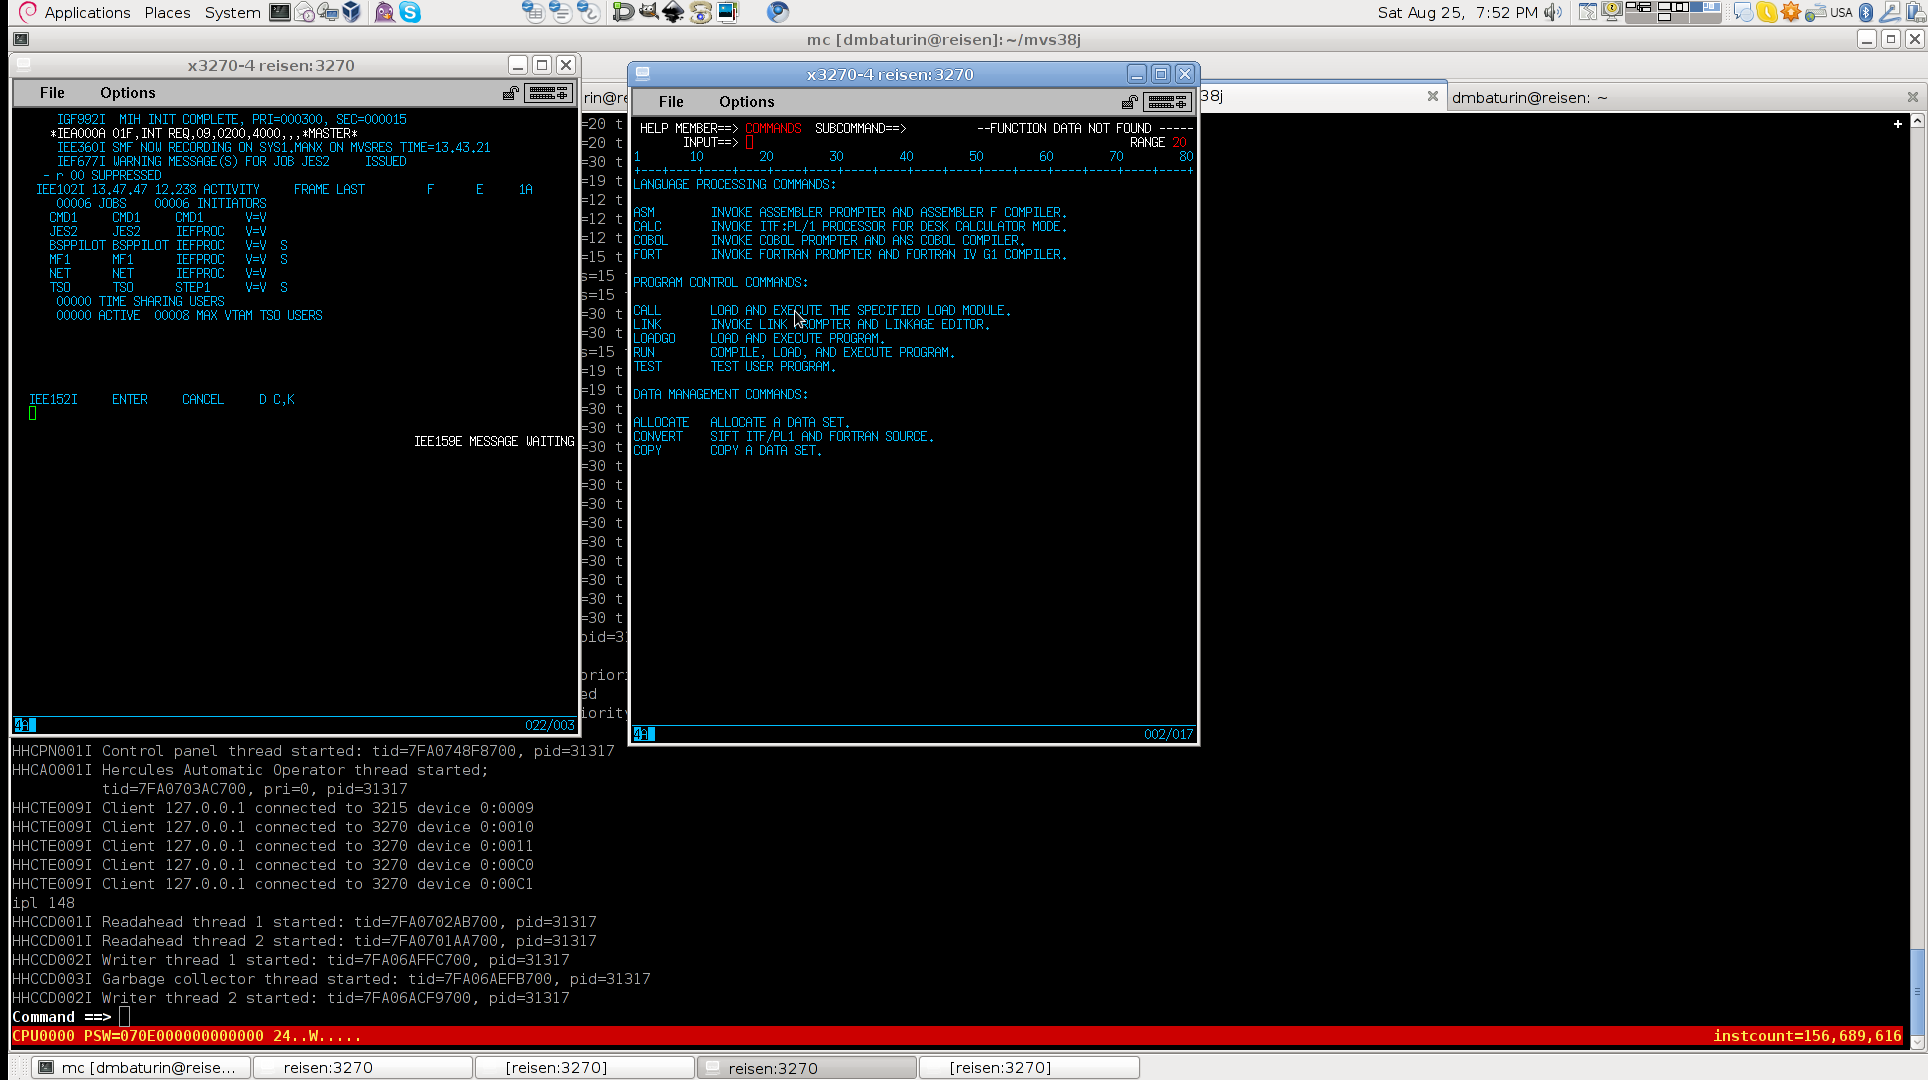 Applications Places System
Sat Aug 25, 7:52 PM
USA
mc [dmbaturin@reisen]:~/mvs38j
38j
dmbaturin@reisen: ~
x3270-4 reisen:3270
File Options
IGF992I MIH INIT COMPLETE, PRI=000300, SEC=000015
*IEA000A 01F,INT REQ,09,0200,4000,,,*MASTER*
IEE360I SMF NOW RECORDING ON SYS1.MANX ON MVSRES TIME=13.43.21
IEF677I WARNING MESSAGE(S) FOR JOB JES2 ISSUED
- r 00 SUPPRESSED
IEE102I 13.47.47 12.238 ACTIVITY FRAME LAST F E 1A
00006 JOBS 00006 INITIATORS
CMD1 CMD1 CMD1 V=V
JES2 JES2 IEFPROC V=V
BSPPILOT BSPPILOT IEFPROC V=V S
MF1 MF1 IEFPROC V=V S
NET NET IEFPROC V=V
TSO TSO STEP1 V=V S
00000 TIME SHARING USERS
00000 ACTIVE 00008 MAX VTAM TSO USERS
IEE152I ENTER CANCEL D C,K
IEE159E MESSAGE WAITING
4A 022/003
x3270-4 reisen:3270
File Options
HELP MEMBER==> COMMANDS SUBCOMMAND==> --FUNCTION DATA NOT FOUND -----
INPUT==> RANGE 20
1 10 20 30 40 50 60 70 80
LANGUAGE PROCESSING COMMANDS:
ASM INVOKE ASSEMBLER PROMPTER AND ASSEMBLER F COMPILER.
CALC INVOKE ITF:PL/1 PROCESSOR FOR DESK CALCULATOR MODE.
COBOL INVOKE COBOL PROMPTER AND ANS COBOL COMPILER.
FORT INVOKE FORTRAN PROMPTER AND FORTRAN IV G1 COMPILER.
PROGRAM CONTROL COMMANDS:
CALL LOAD AND EXECUTE THE SPECIFIED LOAD MODULE.
LINK INVOKE LINK PROMPTER AND LINKAGE EDITOR.
LOADGO LOAD AND EXECUTE PROGRAM.
RUN COMPILE, LOAD, AND EXECUTE PROGRAM.
TEST TEST USER PROGRAM.
DATA MANAGEMENT COMMANDS:
ALLOCATE ALLOCATE A DATA SET.
CONVERT SIFT ITF/PL1 AND FORTRAN SOURCE.
COPY COPY A DATA SET.
4A 002/017
=20 t
=20 t
=30 t
=19 t
=12 t
=12 t
=12 t
=15 t
s=15
s=15
=30 t
=30 t
s=15 t
=19 t
=19 t
=30 t
=30 t
=30 t
=30 t
=30 t
=30 t
=30 t
=30 t
=30 t
=30 t
=30 t
=30 t
HHCPN001I Control panel thread started: tid=7FA0748F8700, pid=31317
HHCAO001I Hercules Automatic Operator thread started;
tid=7FA0703AC700, pri=0, pid=31317
HHCTE009I Client 127.0.0.1 connected to 3215 device 0:0009
HHCTE009I Client 127.0.0.1 connected to 3270 device 0:0010
HHCTE009I Client 127.0.0.1 connected to 3270 device 0:0011
HHCTE009I Client 127.0.0.1 connected to 3270 device 0:00C0
HHCTE009I Client 127.0.0.1 connected to 3270 device 0:00C1
ipl 148
HHCCD001I Readahead thread 1 started: tid=7FA0702AB700, pid=31317
HHCCD001I Readahead thread 2 started: tid=7FA0701AA700, pid=31317
HHCCD002I Writer thread 1 started: tid=7FA06AFFC700, pid=31317
HHCCD003I Garbage collector thread started: tid=7FA06AEFB700, pid=31317
HHCCD002I Writer thread 2 started: tid=7FA06ACF9700, pid=31317
Command ==>
CPU0000 PSW=070E000000000000 24..W..... instcount=156,689,616
mc [dmbaturin@reise... reisen:3270 [reisen:3270] reisen:3270 [reisen:3270]